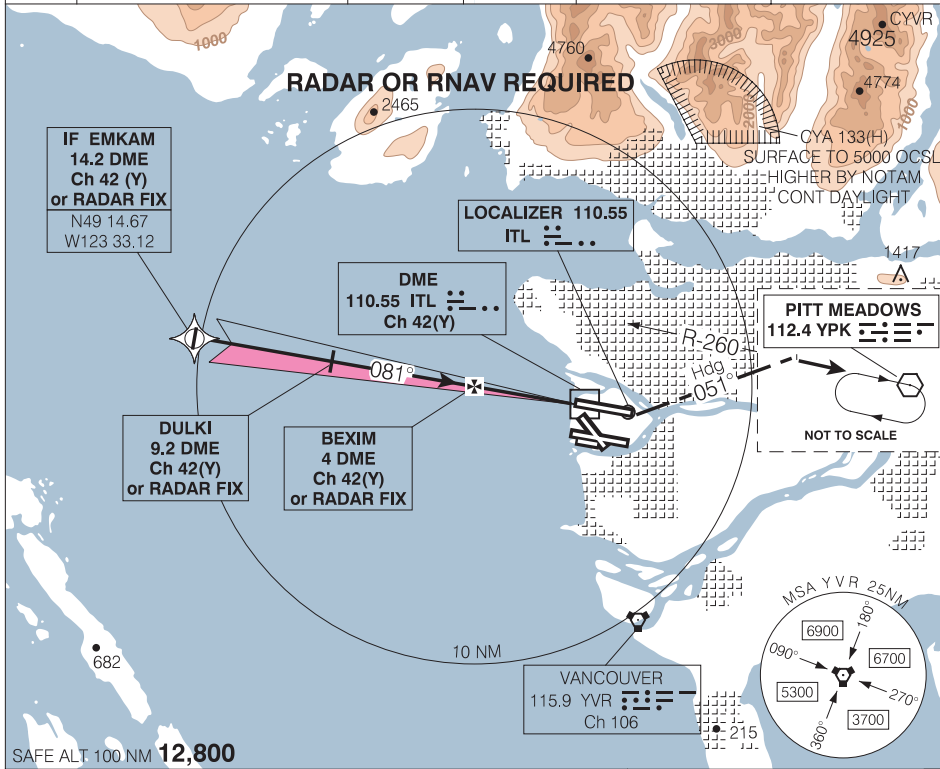 1000
CYVR
4925
4760
3000
4774
RADAR OR RNAV REQUIRED
2465
2000
1000
CYA 133(H)
SURFACE TO 5000 OCSL
HIGHER BY NOTAM
CONT DAYLIGHT
IF EMKAM
14.2 DME
Ch 42 (Y)
or RADAR FIX
N49 14.67
W123 33.12
LOCALIZER 110.55
ITL
DME
110.55 ITL
Ch 42(Y)
1417
PITT MEADOWS
112.4 YPK
R-260
Hdg
051°
081°
NOT TO SCALE
DULKI
9.2 DME
Ch 42(Y)
or RADAR FIX
BEXIM
4 DME
Ch 42(Y)
or RADAR FIX
MSA YVR 25NM
180°
6900
090°
6700
5300
270°
3700
360°
682
10 NM
VANCOUVER
115.9 YVR
Ch 106
215
SAFE ALT 100 NM 12,800